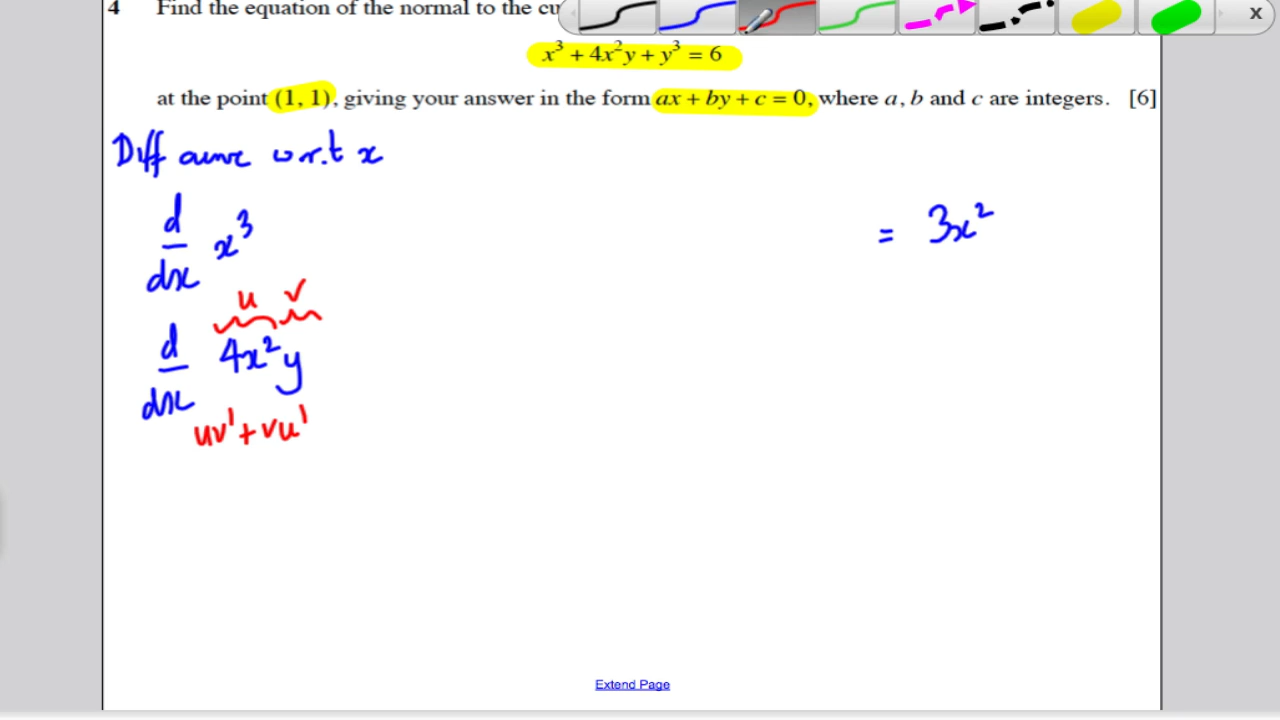 4 Find the equation of the normal to the cu
x
x³ + 4x²y + y³ = 6
at the point (1, 1), giving your answer in the form ax + by + c = 0, where a, b and c are integers. [6]
Diff curve w.r.t x
d/dx x³ = 3x²
u v
d/dx 4x²y
uv' + vu'
Extend Page